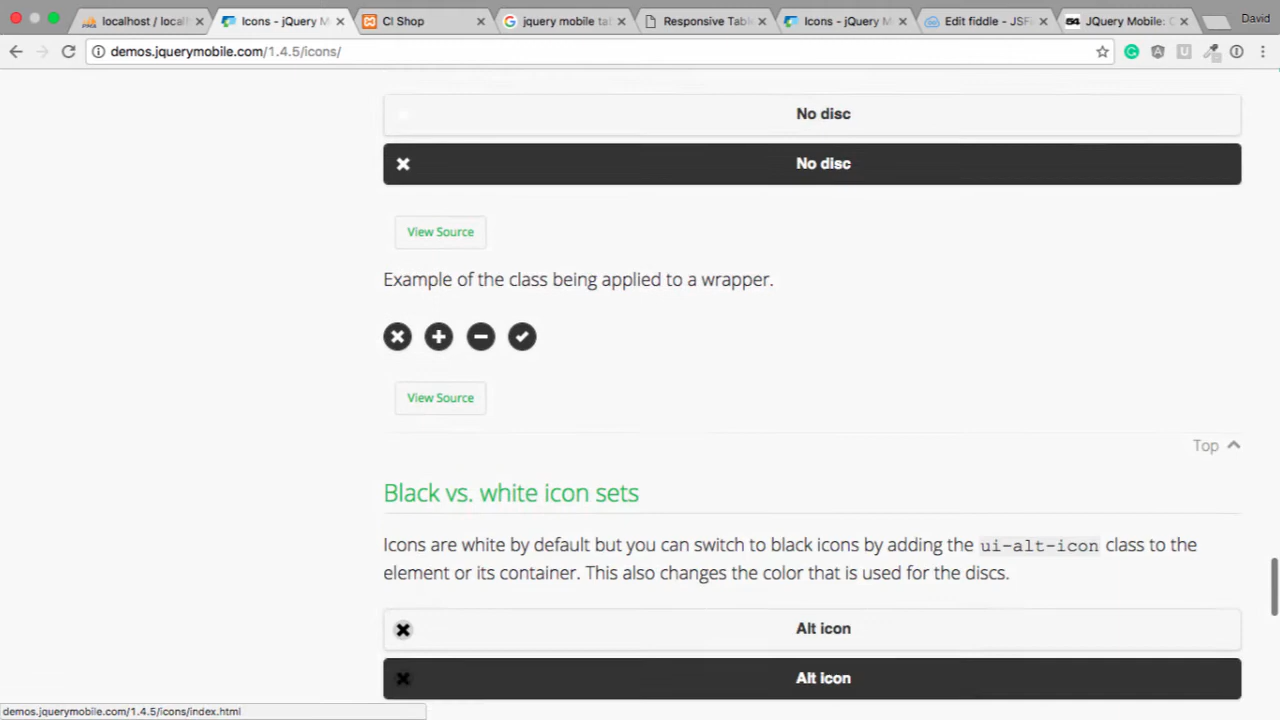 localhost / local
Icons - jQuery M
CI Shop
jquery mobile tab
Responsive Table
Icons - jQuery M
Edit fiddle - JSFi
JQuery Mobile: C
David
demos.jquerymobile.com/1.4.5/icons/
No disc
No disc
View Source
Example of the class being applied to a wrapper.
View Source
Top
Black vs. white icon sets
Icons are white by default but you can switch to black icons by adding the ui-alt-icon class to the
element or its container. This also changes the color that is used for the discs.
Alt icon
Alt icon
demos.jquerymobile.com/1.4.5/icons/index.html